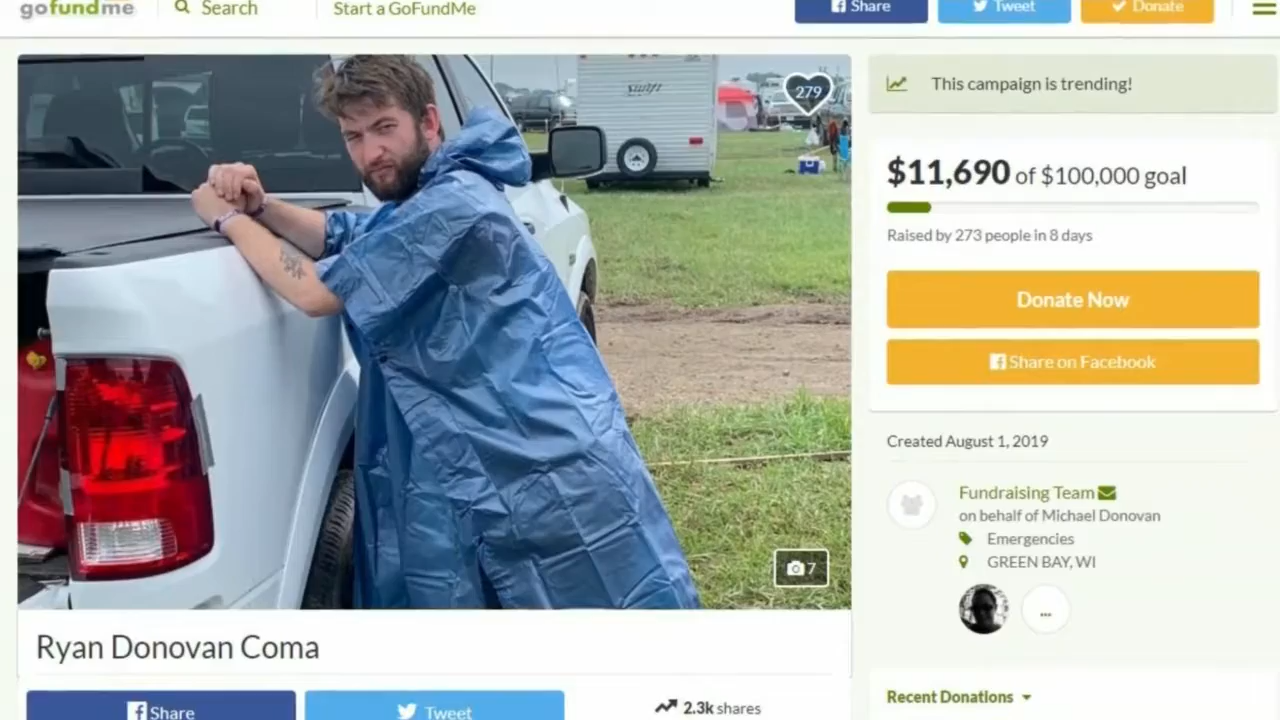 gofundme
Search
Start a GoFundMe
Share
Tweet
Donate
279
swift
7
Ryan Donovan Coma
Share
Tweet
2.3k shares
This campaign is trending!
$11,690 of $100,000 goal
Raised by 273 people in 8 days
Donate Now
Share on Facebook
Created August 1, 2019
Fundraising Team
on behalf of Michael Donovan
Emergencies
GREEN BAY, WI
...
Recent Donations